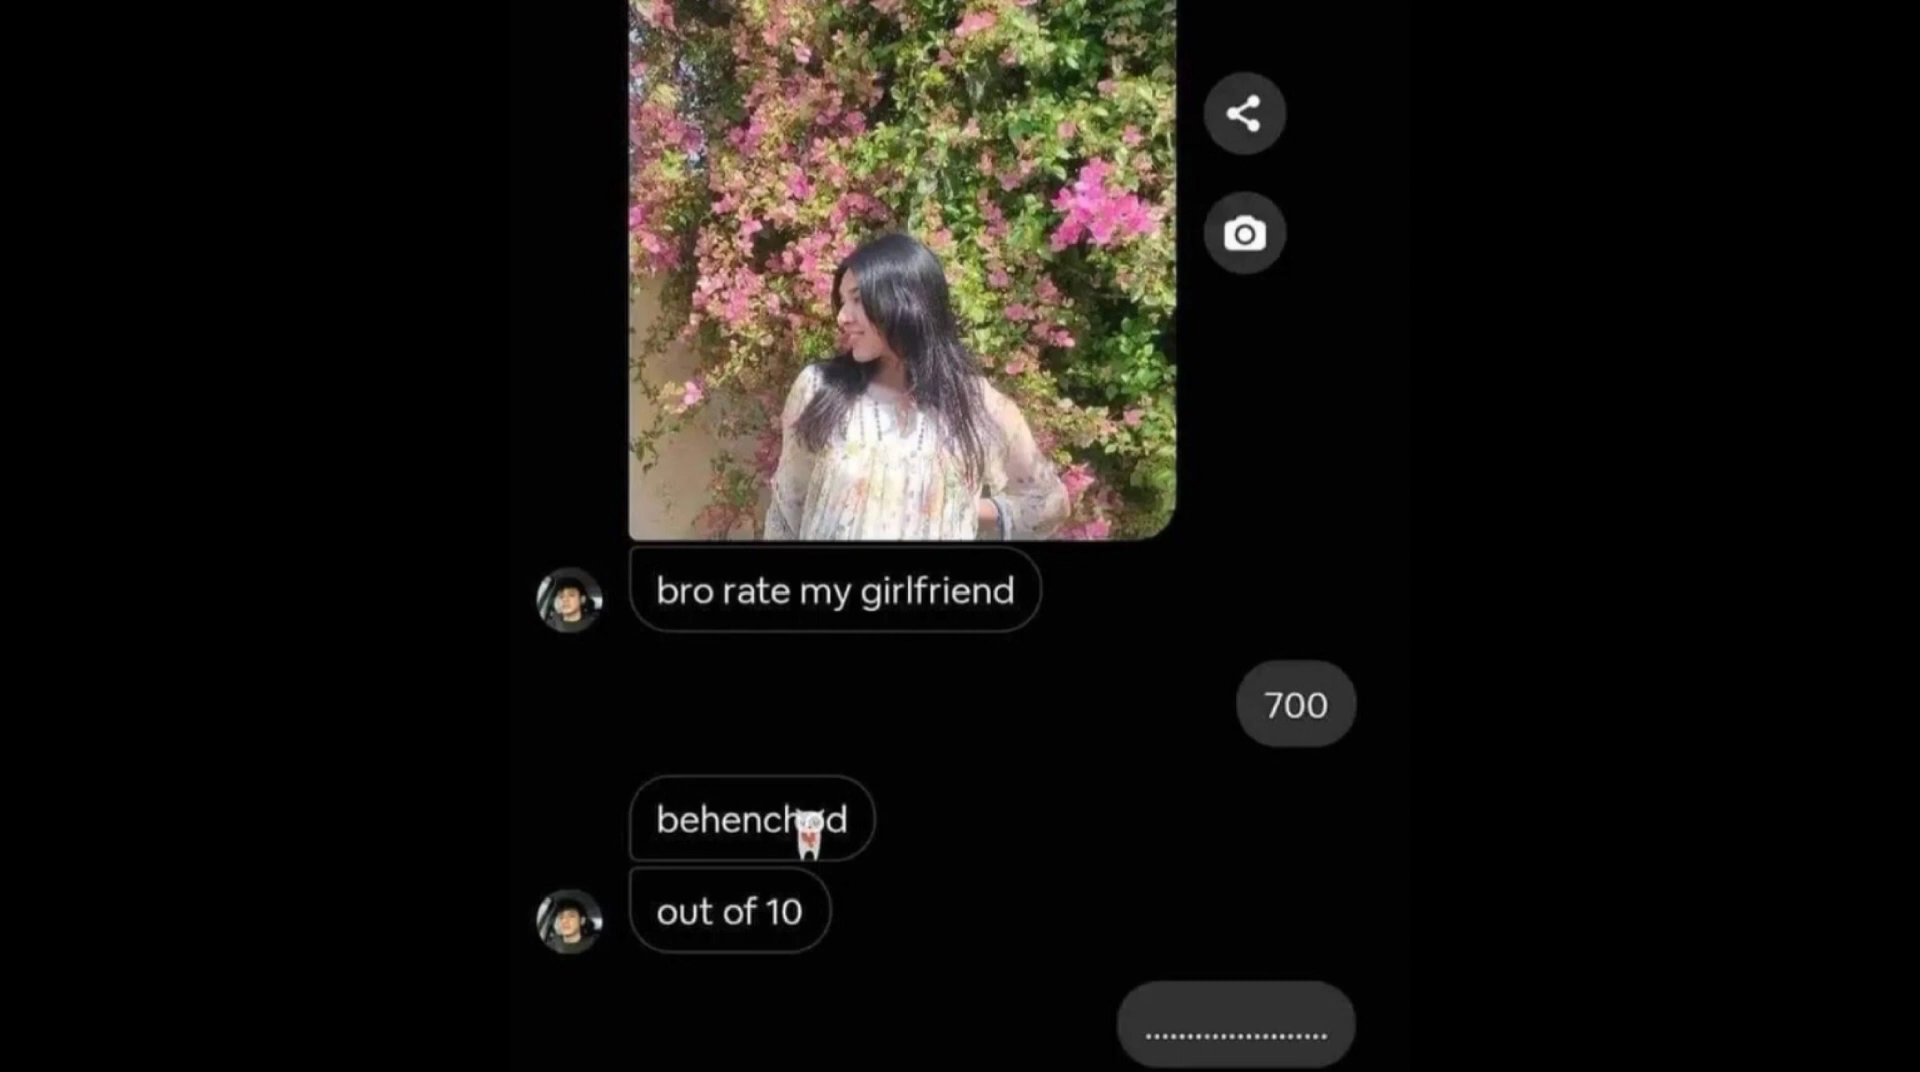 bro rate my girlfriend
700
behenchod
out of 10
......................